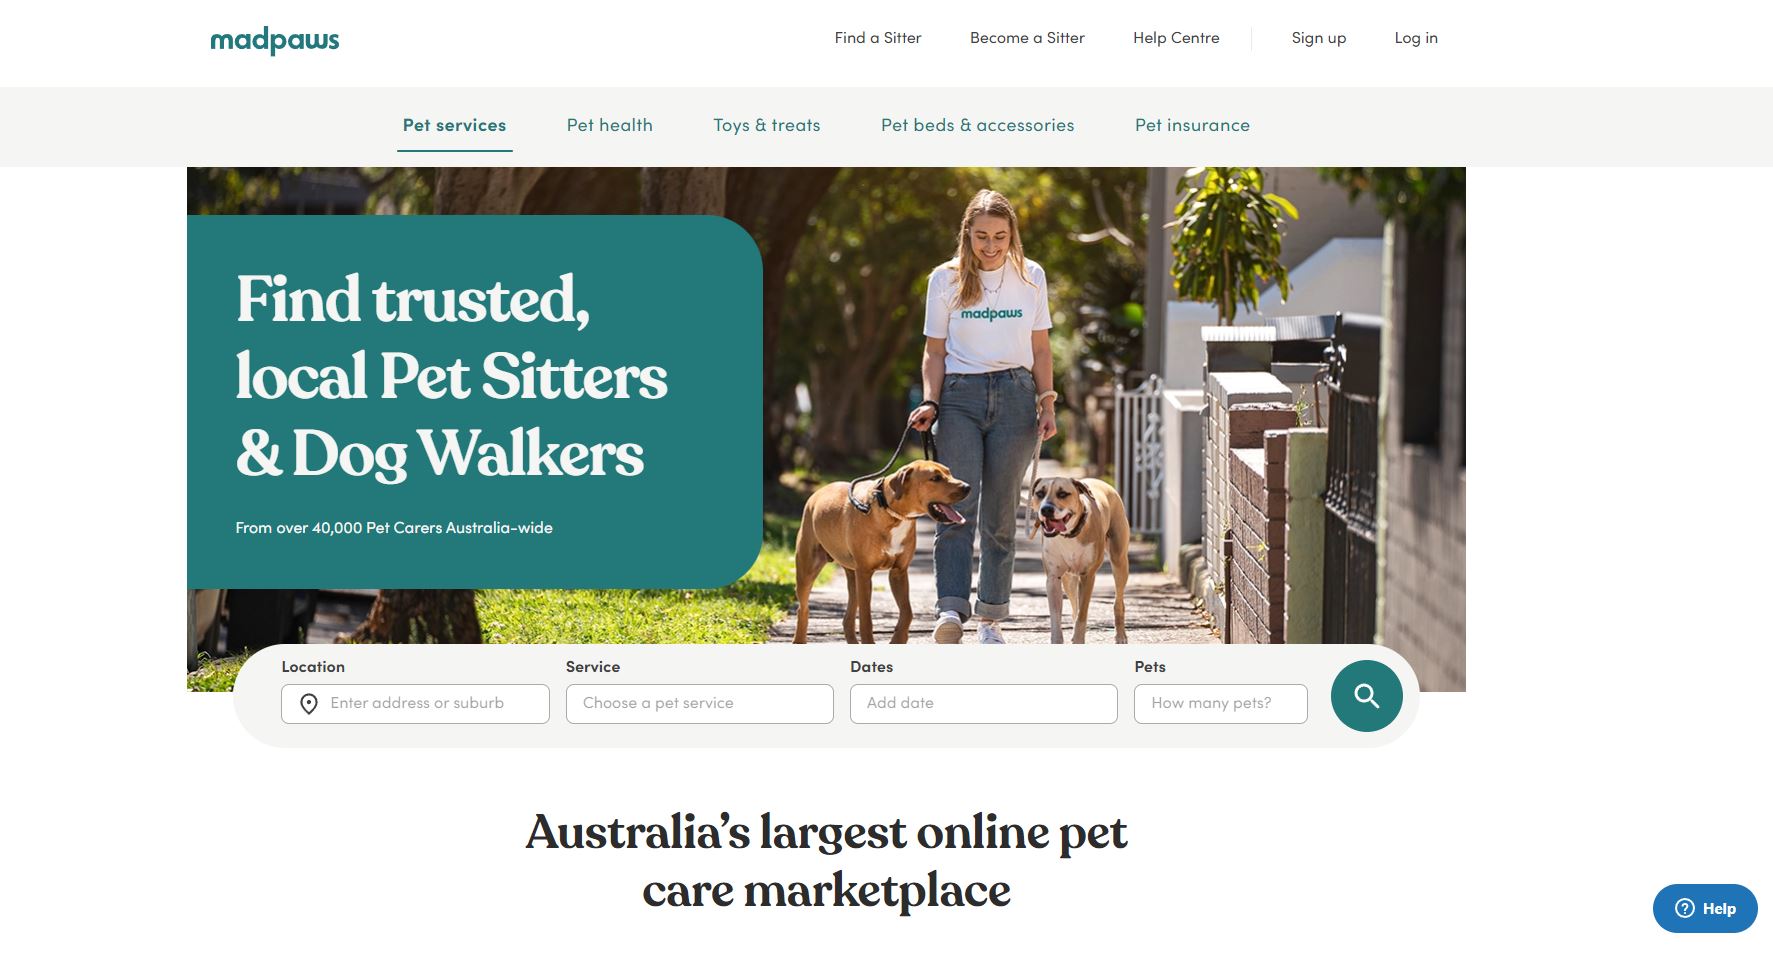 madpaws
Find a Sitter
Become a Sitter
Help Centre
Sign up
Log in
Pet services
Pet health
Toys & treats
Pet beds & accessories
Pet insurance
Find trusted,
local Pet Sitters
& Dog Walkers
From over 40,000 Pet Carers Australia-wide
madpaws
Location
Enter address or suburb
Service
Choose a pet service
Dates
Add date
Pets
How many pets?
Australia’s largest online pet
care marketplace
Help